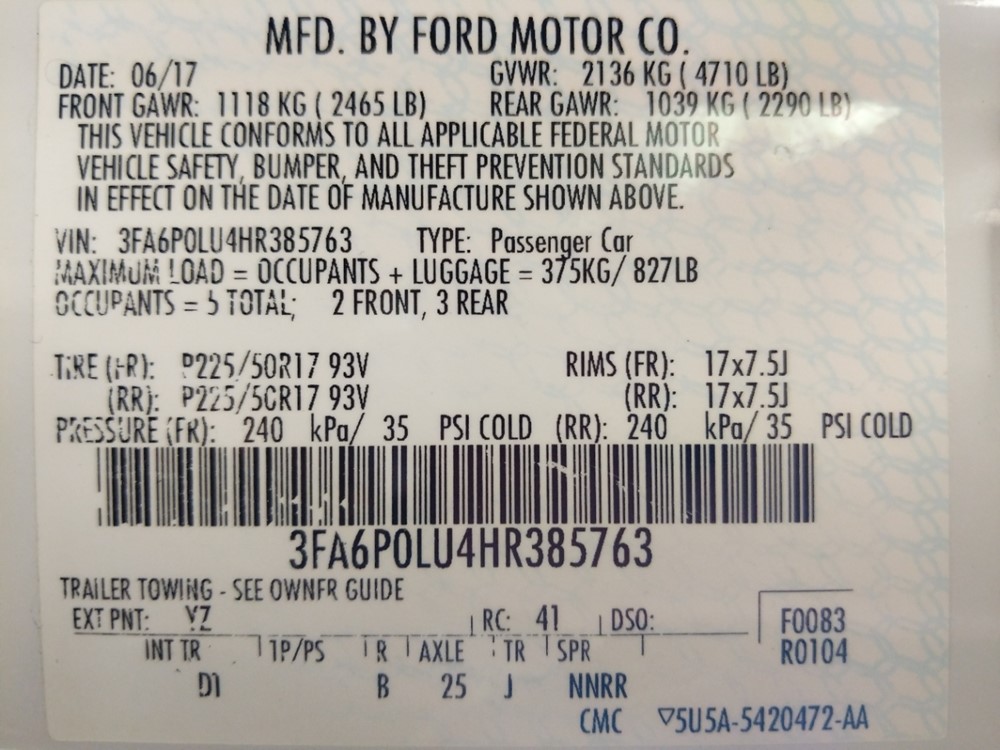 MFD. BY FORD MOTOR CO.
DATE: 06/17 GVWR: 2136 KG ( 4710 LB)
FRONT GAWR: 1118 KG ( 2465 LB) REAR GAWR: 1039 KG ( 2290 LB)
THIS VEHICLE CONFORMS TO ALL APPLICABLE FEDERAL MOTOR
VEHICLE SAFETY, BUMPER, AND THEFT PREVENTION STANDARDS
IN EFFECT ON THE DATE OF MANUFACTURE SHOWN ABOVE.
VIN: 3FA6P0LU4HR385763 TYPE: Passenger Car
MAXIMUM LOAD = OCCUPANTS + LUGGAGE = 375KG/ 827LB
OCCUPANTS = 5 TOTAL; 2 FRONT, 3 REAR
TIRE (FR): P225/50R17 93V RIMS (FR): 17x7.5J
(RR): P225/50R17 93V (RR): 17x7.5J
PRESSURE (FR): 240 kPa/ 35 PSI COLD (RR): 240 kPa/ 35 PSI COLD
3FA6P0LU4HR385763
TRAILER TOWING - SEE OWNER GUIDE
EXT PNT: YZ RC: 41 DSO: F0083
INT TR TP/PS R AXLE TR SPR R0104
D1 B 25 J NNRR
CMC ▽5U5A-5420472-AA